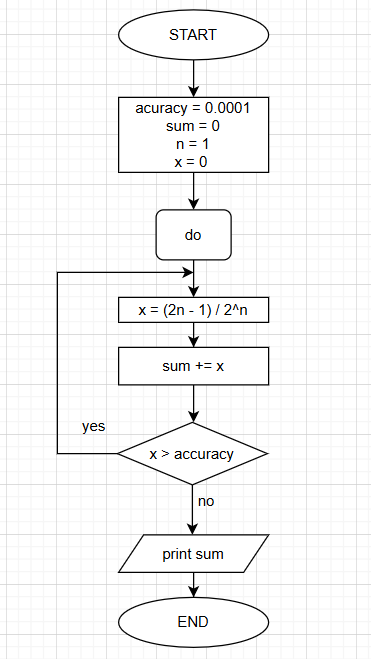 START
acuracy = 0.0001
sum = 0
n = 1
x = 0
do
x = (2n - 1) / 2^n
sum += x
yes
x > accuracy
no
print sum
END